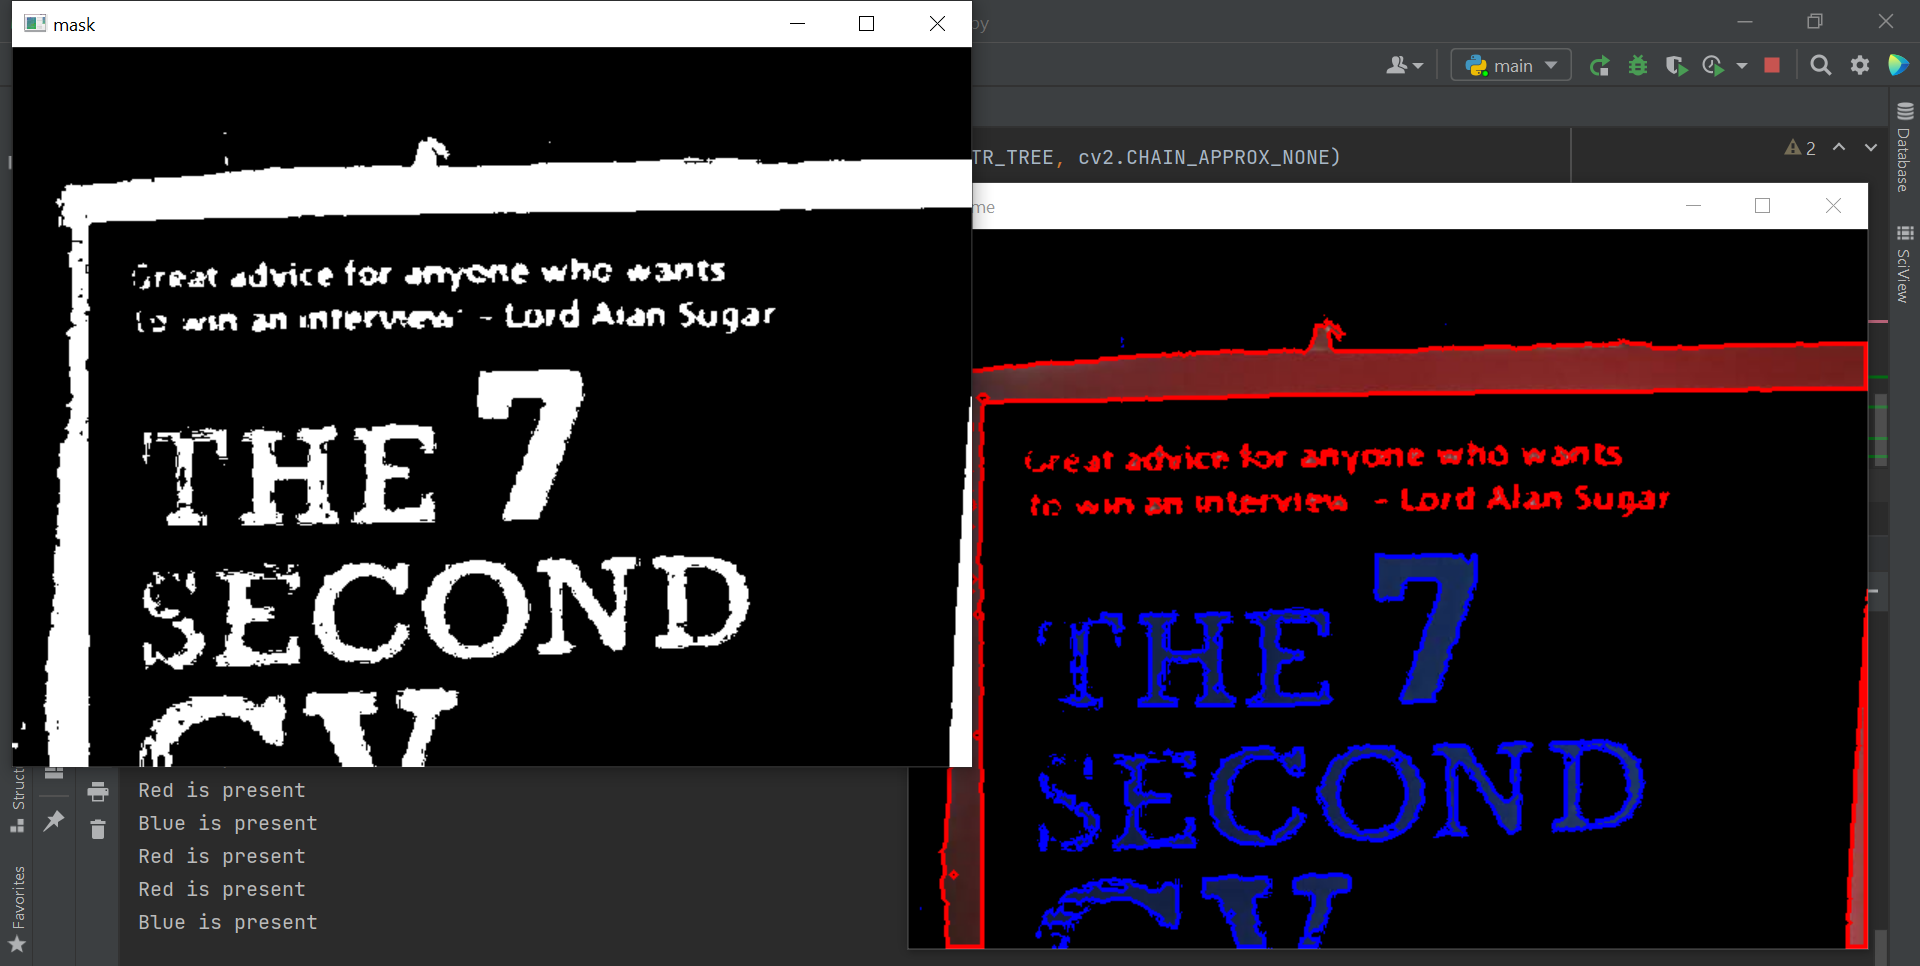 mask
py
main
TR_TREE, cv2.CHAIN_APPROX_NONE)
2
Database
SciView
me
Great advice for anyone who wants
to win an interview' - Lord Alan Sugar
THE 7
SECOND
CV
Great advice for anyone who wants
to win an interview - Lord Alan Sugar
THE 7
SECOND
CV
Struct
Favorites
Red is present
Blue is present
Red is present
Red is present
Blue is present